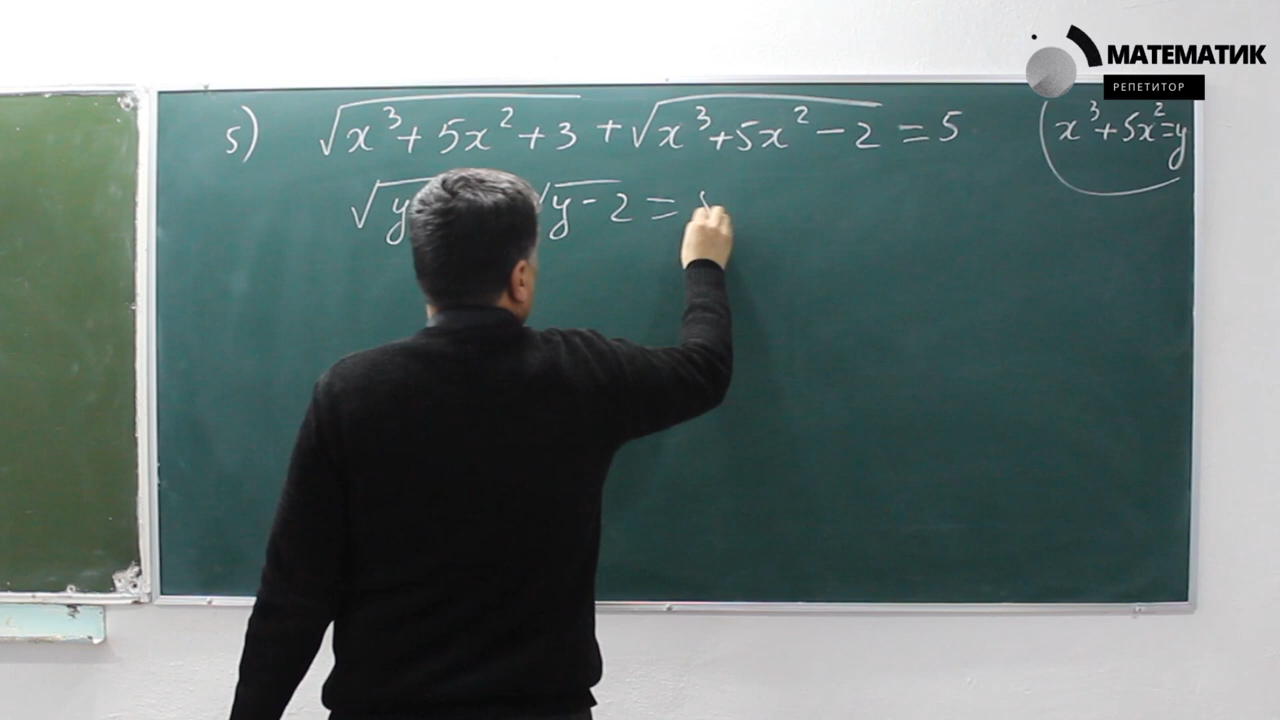 МАТЕМАТИК
РЕПЕТИТОР
5) √(x³ + 5x² + 3) + √(x³ + 5x² − 2) = 5
x³ + 5x² = y
√y √(y − 2) =